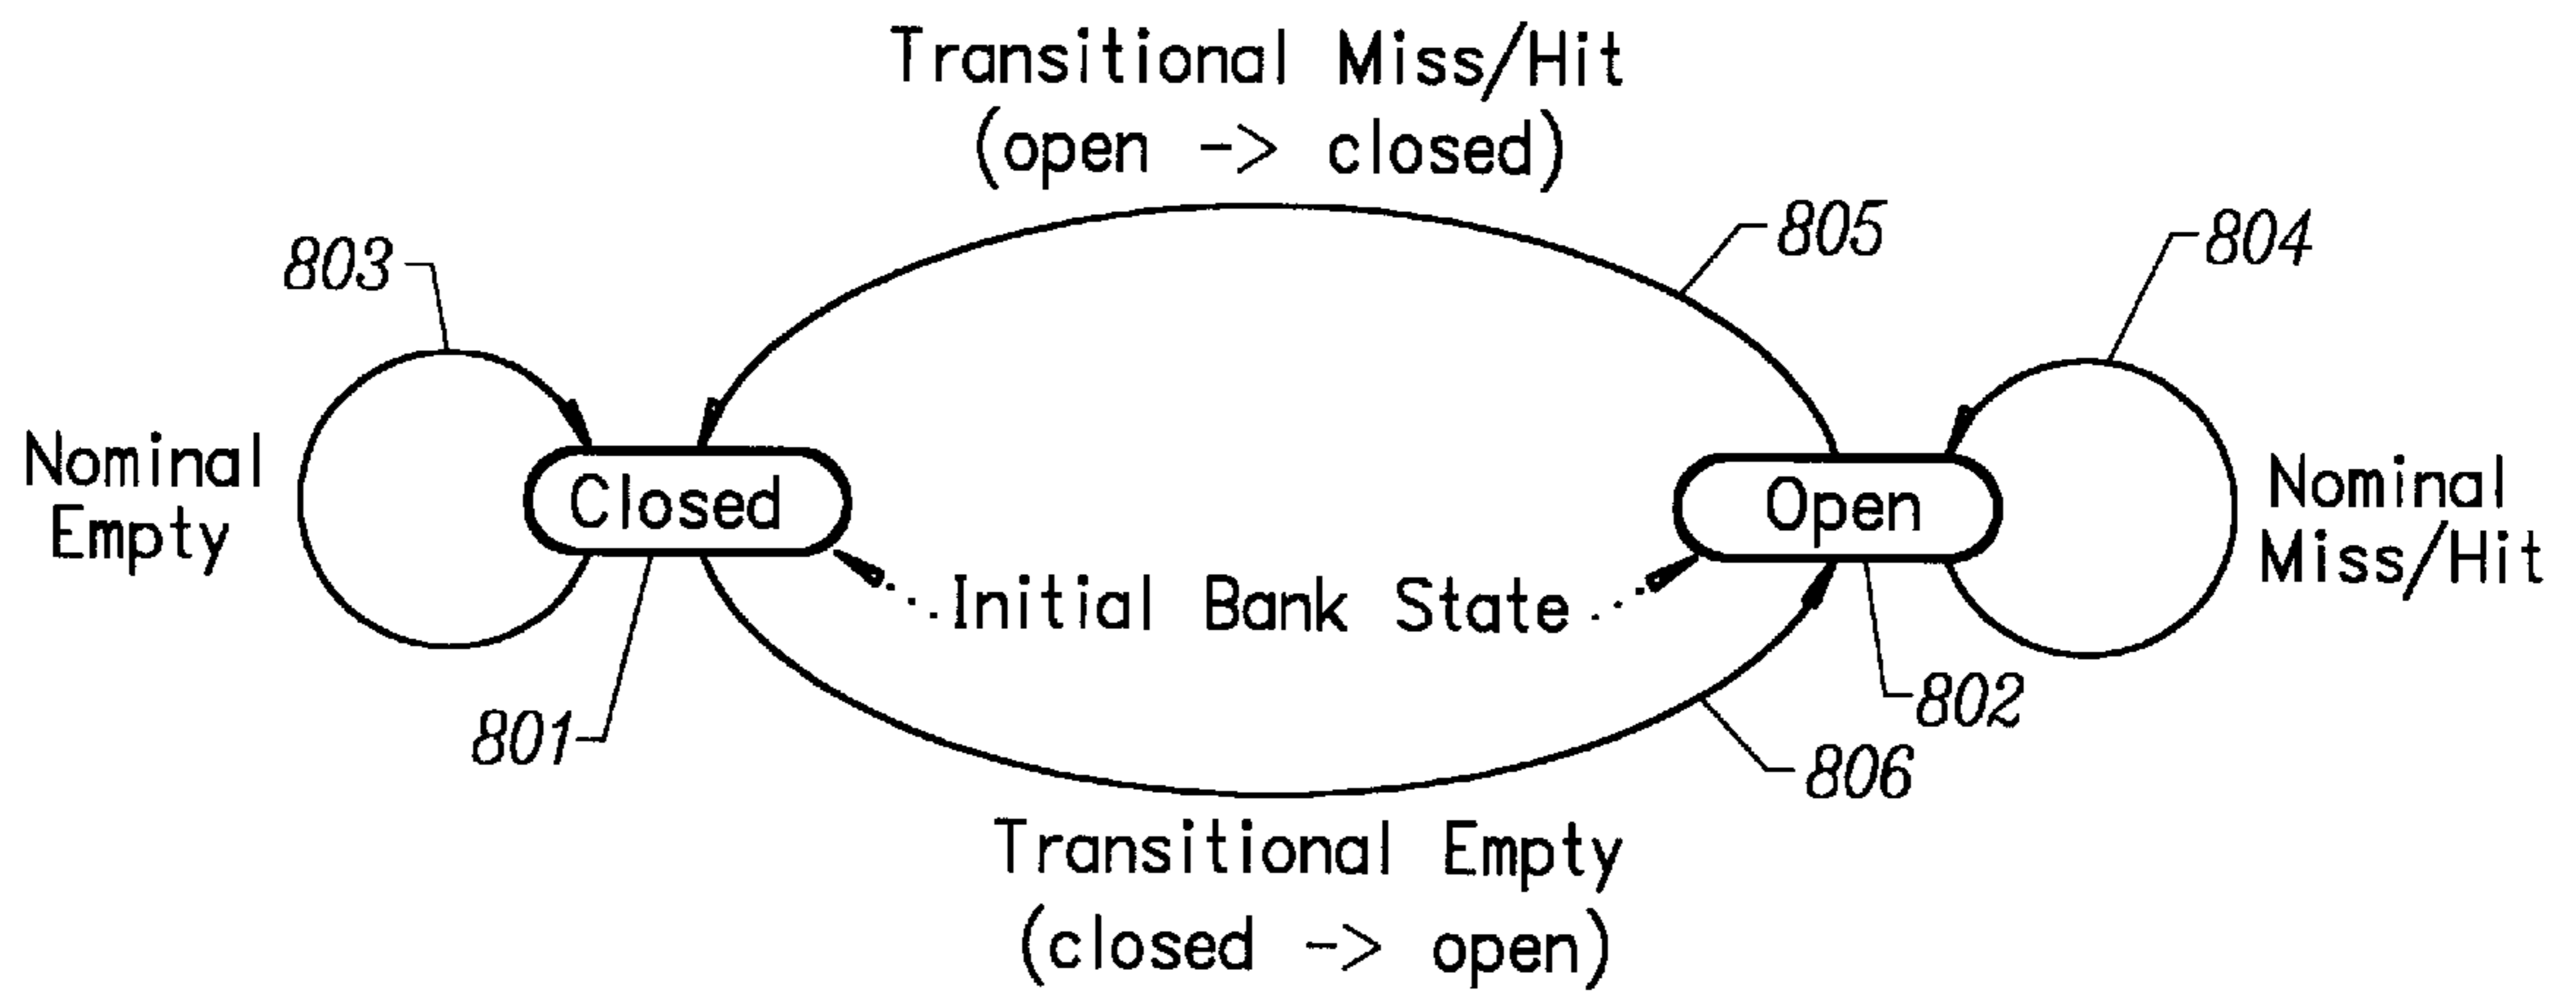 Transitional Miss/Hit
(open -> closed)
805
804
803
Nominal
Empty
Closed
Open
Nominal
Miss/Hit
Initial Bank State
801
802
806
Transitional Empty
(closed -> open)